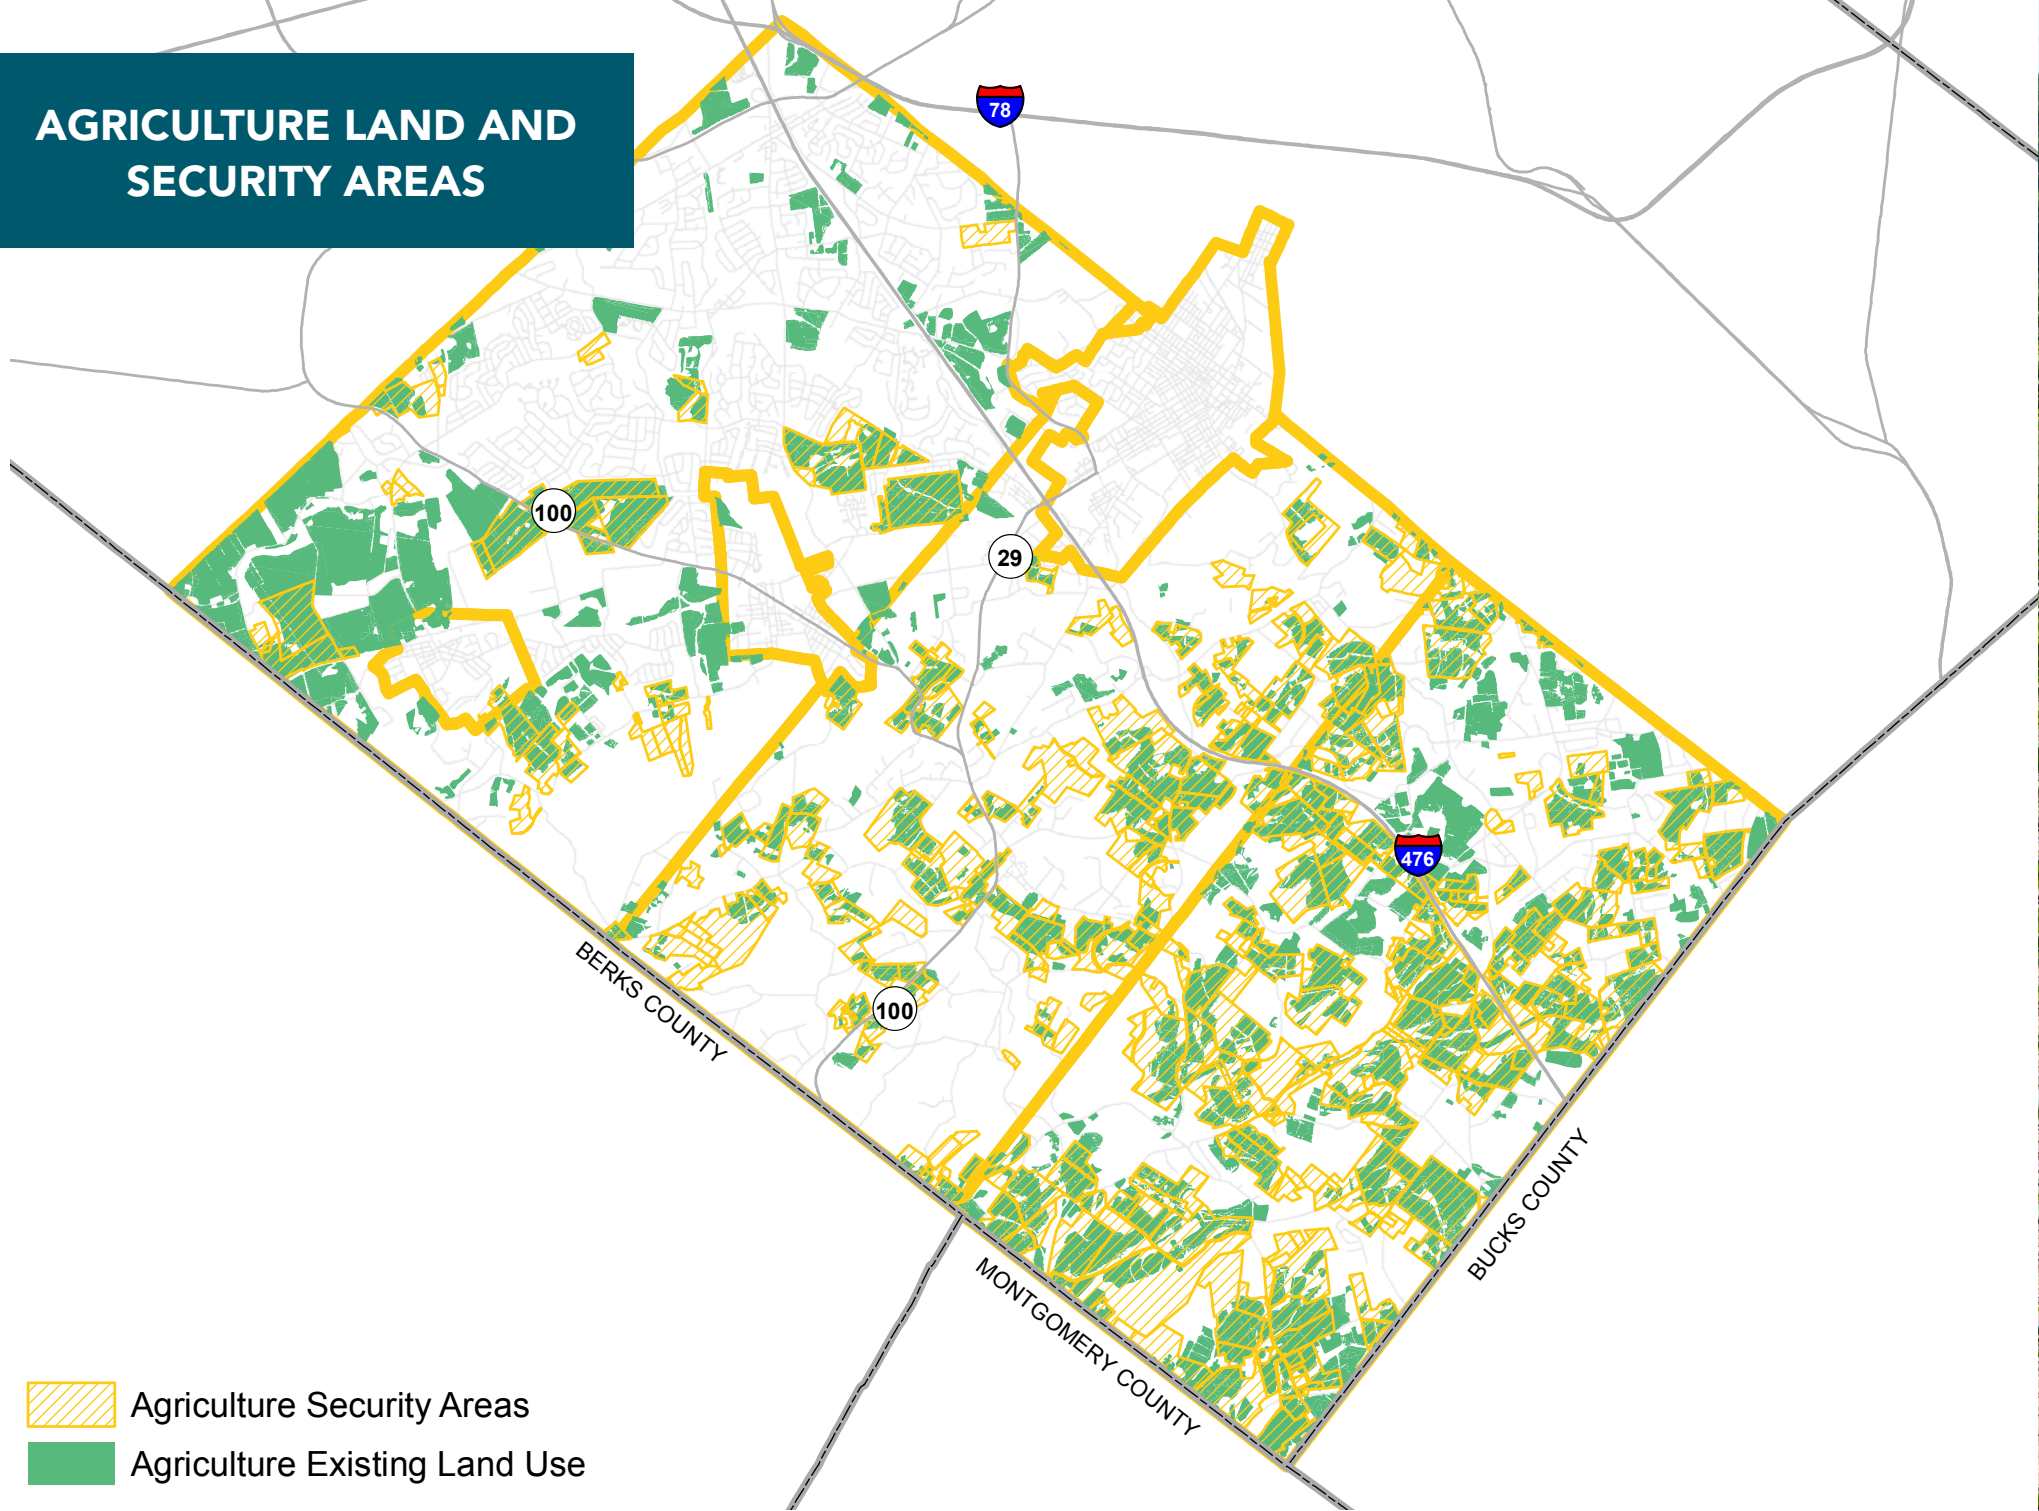 AGRICULTURE LAND AND
SECURITY AREAS
78
100
29
476
100
BERKS COUNTY
MONTGOMERY COUNTY
BUCKS COUNTY
Agriculture Security Areas
Agriculture Existing Land Use